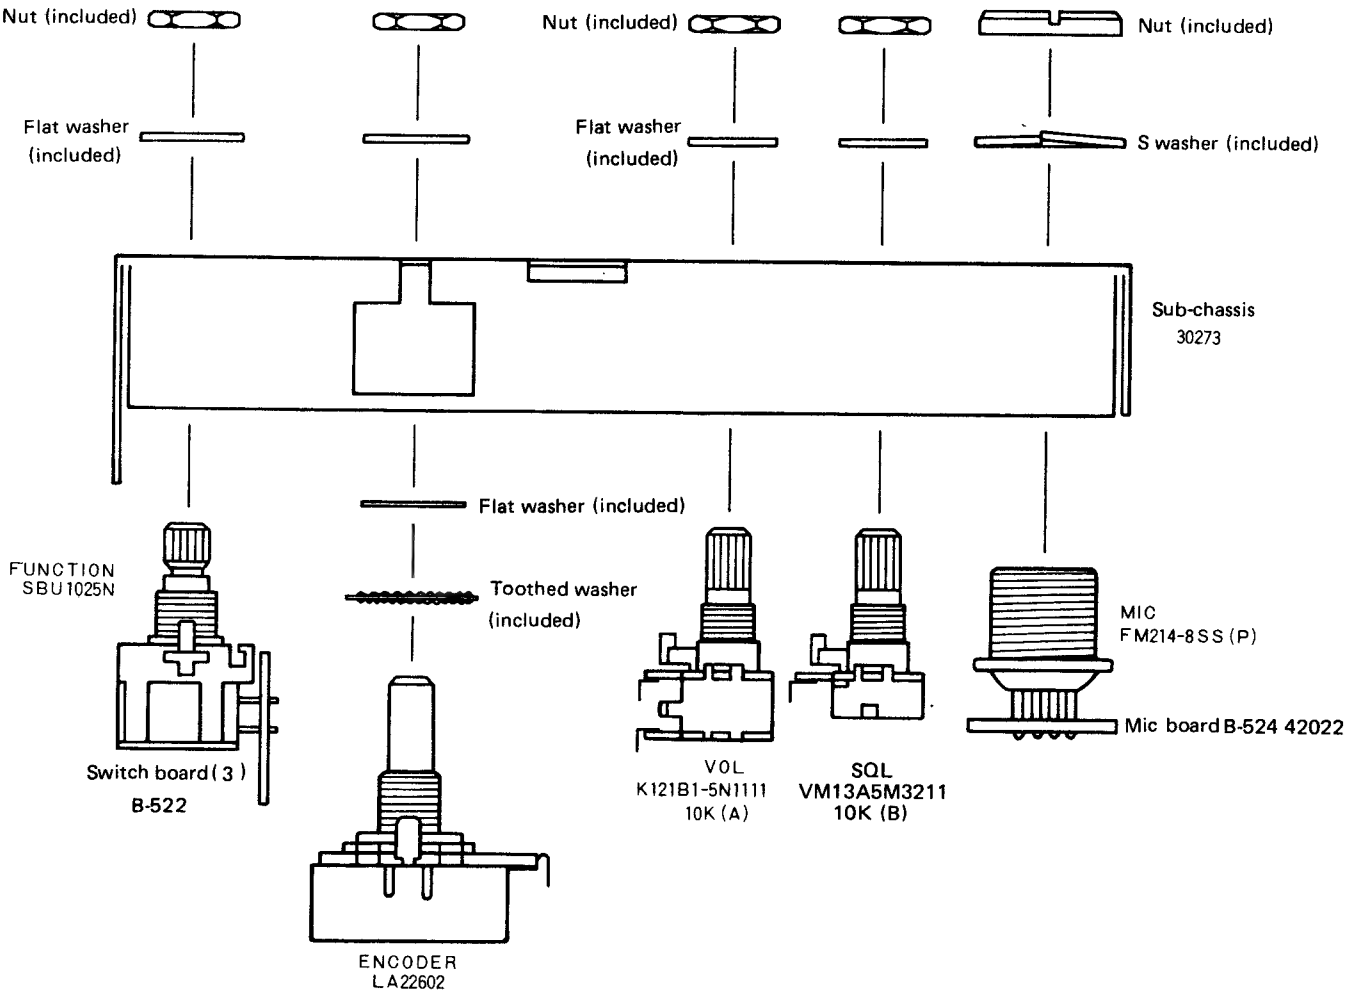 Nut (included)
Nut (included)
Nut (included)
Flat washer
(included)
Flat washer
(included)
S washer (included)
Sub-chassis
30273
Flat washer (included)
Toothed washer
(included)
FUNCTION
SBU1025N
MIC
FM214-8SS(P)
Mic board B-524 42022
Switch board(3)
B-522
VOL
K121B1-5N1111
10K (A)
SQL
VM13A5M3211
10K (B)
ENCODER
LA22602